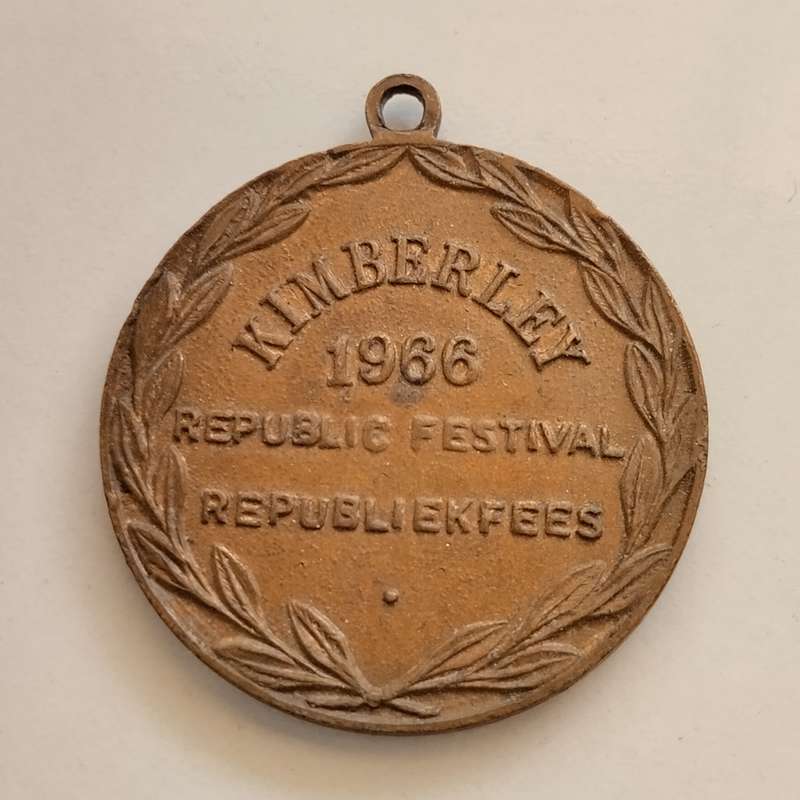 KIMBERLEY
1966
REPUBLIC FESTIVAL
REPUBLIEKFEES